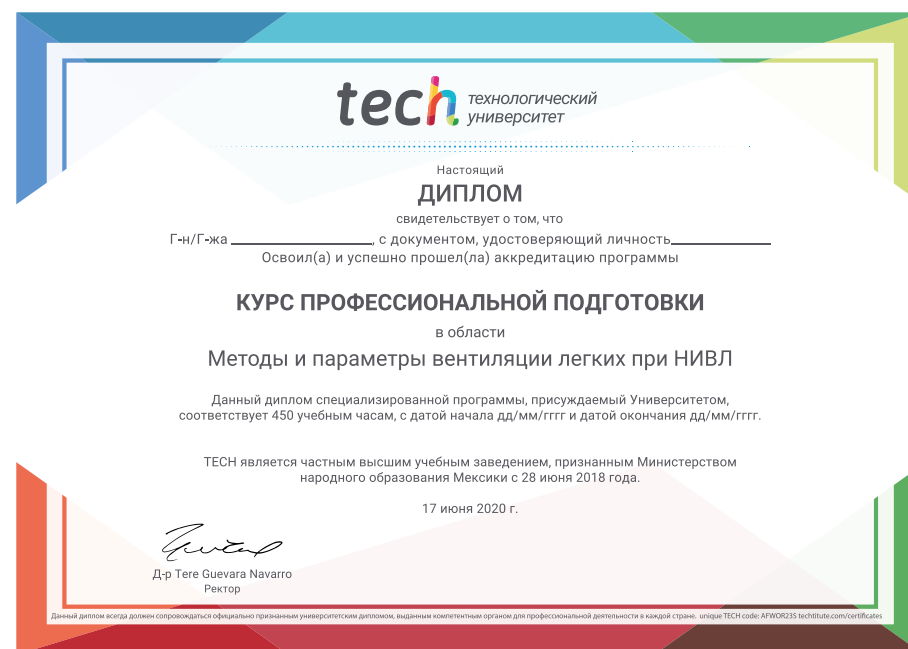 tech технологический
университет
Настоящий
ДИПЛОМ
свидетельствует о том, что
Г-н/Г-жа ____________________, с документом, удостоверяющий личность______________
Освоил(а) и успешно прошел(ла) аккредитацию программы
КУРС ПРОФЕССИОНАЛЬНОЙ ПОДГОТОВКИ
в области
Методы и параметры вентиляции легких при НИВЛ
Данный диплом специализированной программы, присуждаемый Университетом,
соответствует 450 учебным часам, с датой начала дд/мм/гггг и датой окончания дд/мм/гггг.
TECH является частным высшим учебным заведением, признанным Министерством
народного образования Мексики с 28 июня 2018 года.
17 июня 2020 г.
Д-р Tere Guevara Navarro
Ректор
Данный диплом всегда должен сопровождаться официально признанным университетским дипломом, выданным компетентным органом для профессиональной деятельности в каждой стране. unique TECH code: AFWOR23S techtitute.com/certificates